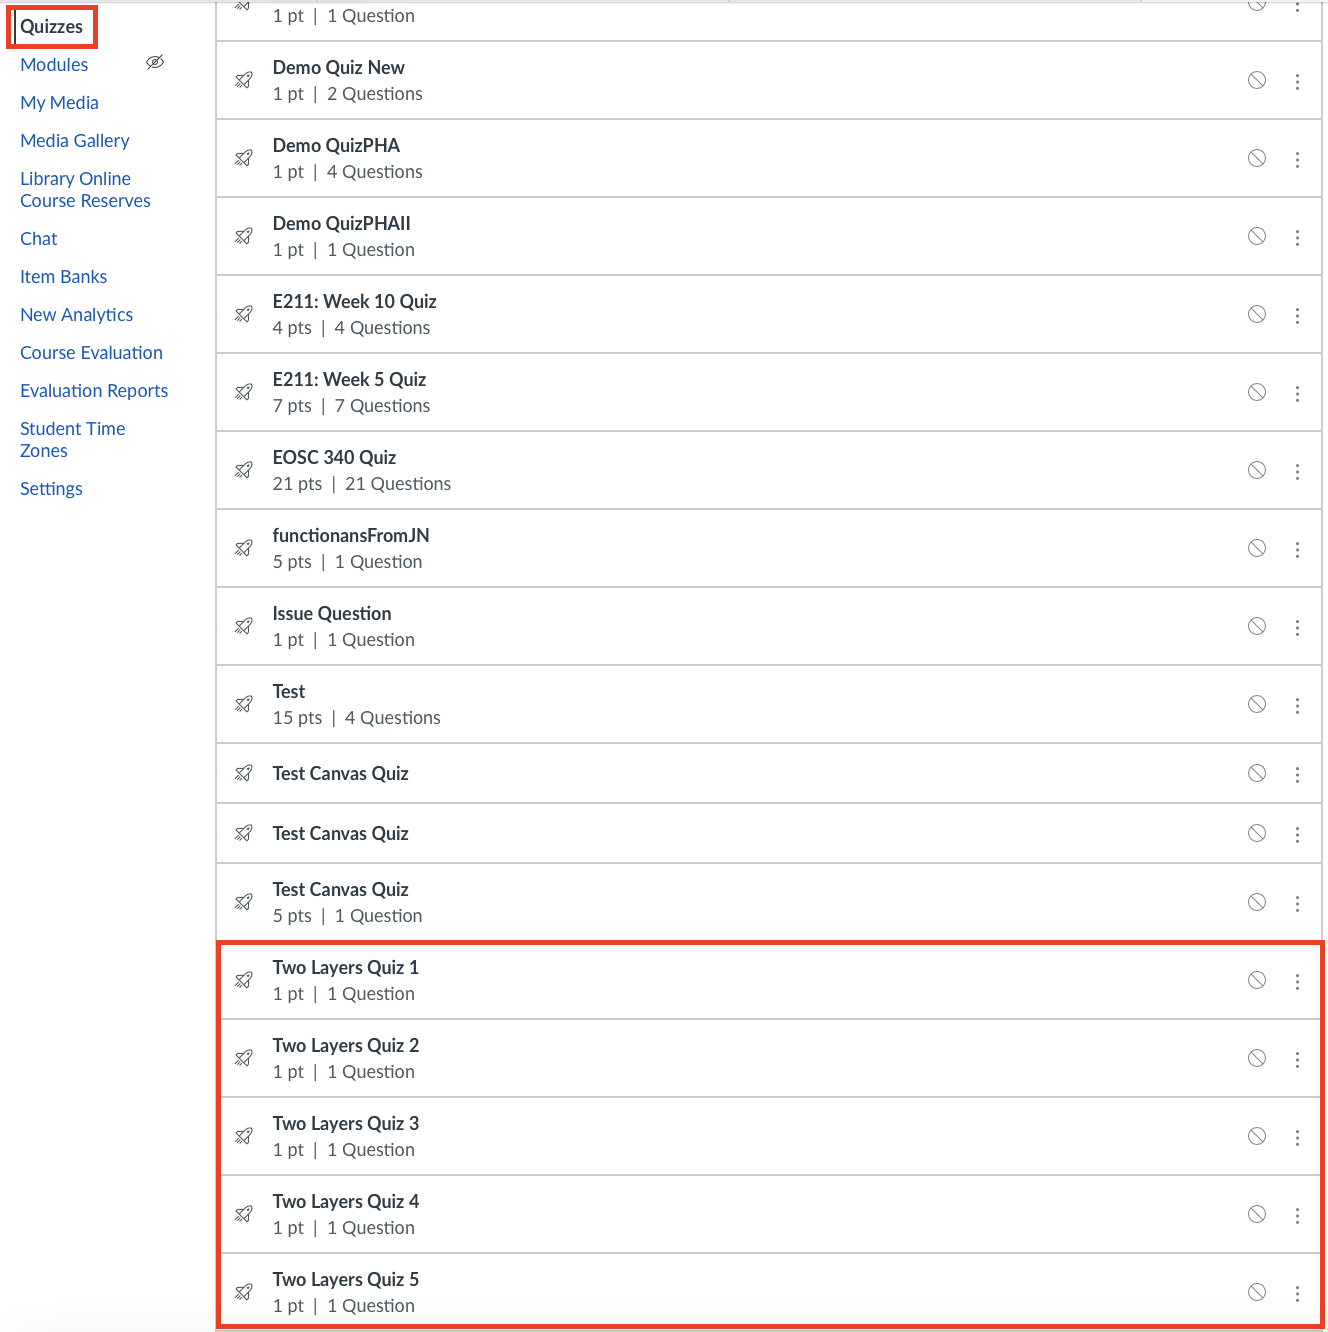 Quizzes
Modules
My Media
Media Gallery
Library Online
Course Reserves
Chat
Item Banks
New Analytics
Course Evaluation
Evaluation Reports
Student Time
Zones
Settings
1 pt | 1 Question
Demo Quiz New
1 pt | 2 Questions
Demo QuizPHA
1 pt | 4 Questions
Demo QuizPHAII
1 pt | 1 Question
E211: Week 10 Quiz
4 pts | 4 Questions
E211: Week 5 Quiz
7 pts | 7 Questions
EOSC 340 Quiz
21 pts | 21 Questions
functionansFromJN
5 pts | 1 Question
Issue Question
1 pt | 1 Question
Test
15 pts | 4 Questions
Test Canvas Quiz
Test Canvas Quiz
Test Canvas Quiz
5 pts | 1 Question
Two Layers Quiz 1
1 pt | 1 Question
Two Layers Quiz 2
1 pt | 1 Question
Two Layers Quiz 3
1 pt | 1 Question
Two Layers Quiz 4
1 pt | 1 Question
Two Layers Quiz 5
1 pt | 1 Question